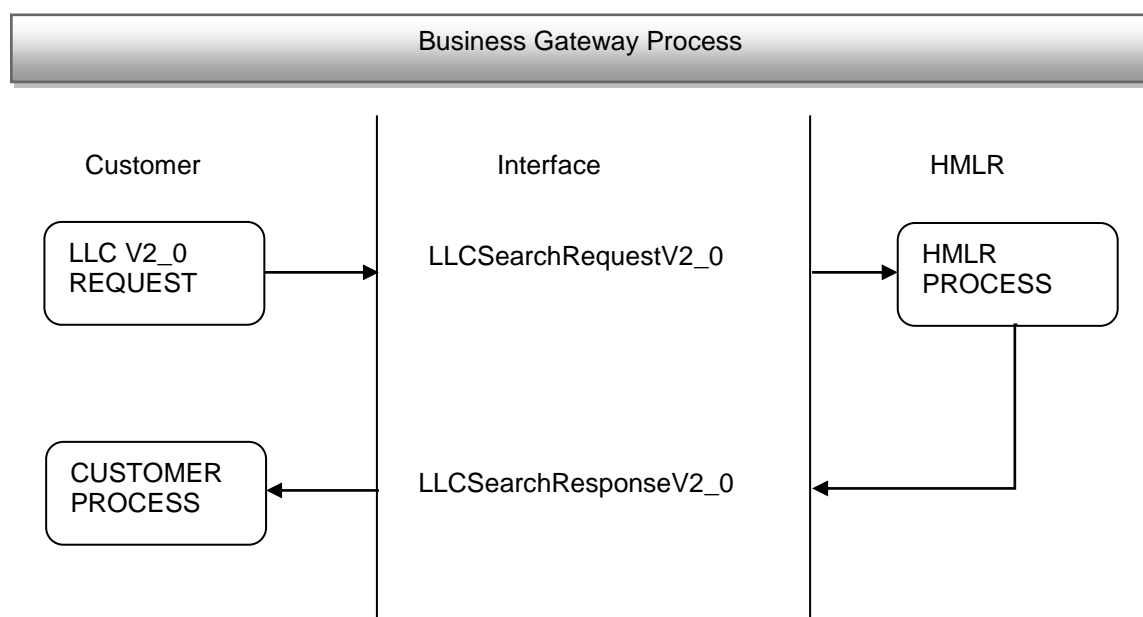 Business Gateway Process
Customer
Interface
HMLR
LLC V2_0
REQUEST
LLCSearchRequestV2_0
HMLR
PROCESS
CUSTOMER
PROCESS
LLCSearchResponseV2_0